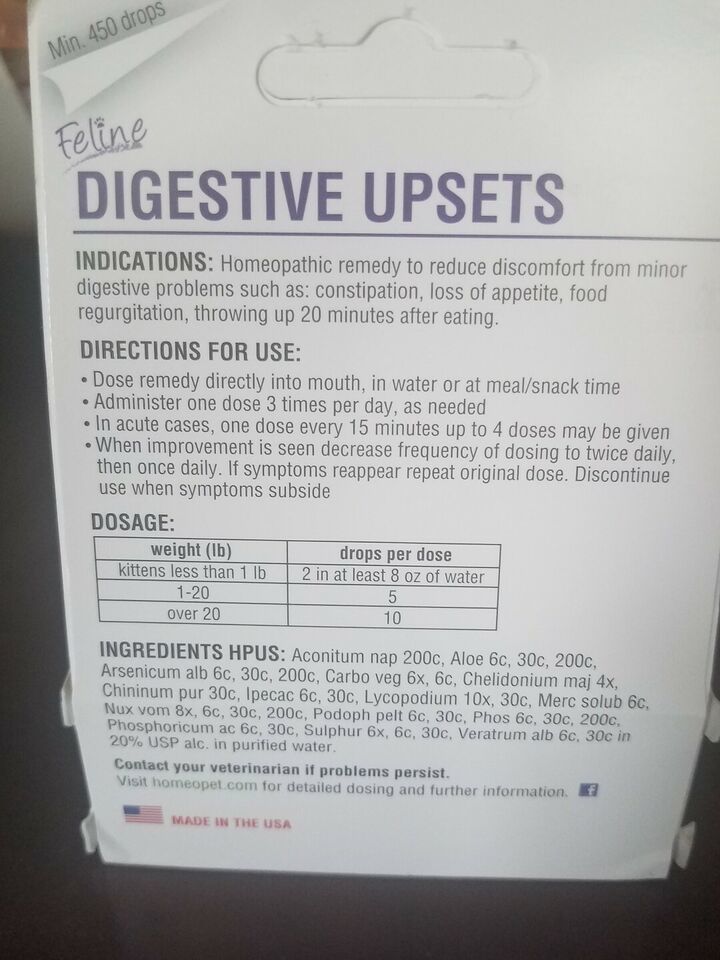 Min. 450 drops
Feline
DIGESTIVE UPSETS
INDICATIONS: Homeopathic remedy to reduce discomfort from minor
digestive problems such as: constipation, loss of appetite, food
regurgitation, throwing up 20 minutes after eating.
DIRECTIONS FOR USE:
• Dose remedy directly into mouth, in water or at meal/snack time
• Administer one dose 3 times per day, as needed
• In acute cases, one dose every 15 minutes up to 4 doses may be given
• When improvement is seen decrease frequency of dosing to twice daily,
then once daily. If symptoms reappear repeat original dose. Discontinue
use when symptoms subside
DOSAGE:
weight (lb) drops per dose
kittens less than 1 lb 2 in at least 8 oz of water
1-20 5
over 20 10
INGREDIENTS HPUS: Aconitum nap 200c, Aloe 6c, 30c, 200c,
Arsenicum alb 6c, 30c, 200c, Carbo veg 6x, 6c, Chelidonium maj 4x,
Chininum pur 30c, Ipecac 6c, 30c, Lycopodium 10x, 30c, Merc solub 6c,
Nux vom 8x, 6c, 30c, 200c, Podoph pelt 6c, 30c, Phos 6c, 30c, 200c,
Phosphoricum ac 6c, 30c, Sulphur 6x, 6c, 30c, Veratrum alb 6c, 30c in
20% USP alc. in purified water.
Contact your veterinarian if problems persist.
Visit homeopet.com for detailed dosing and further information. f
MADE IN THE USA